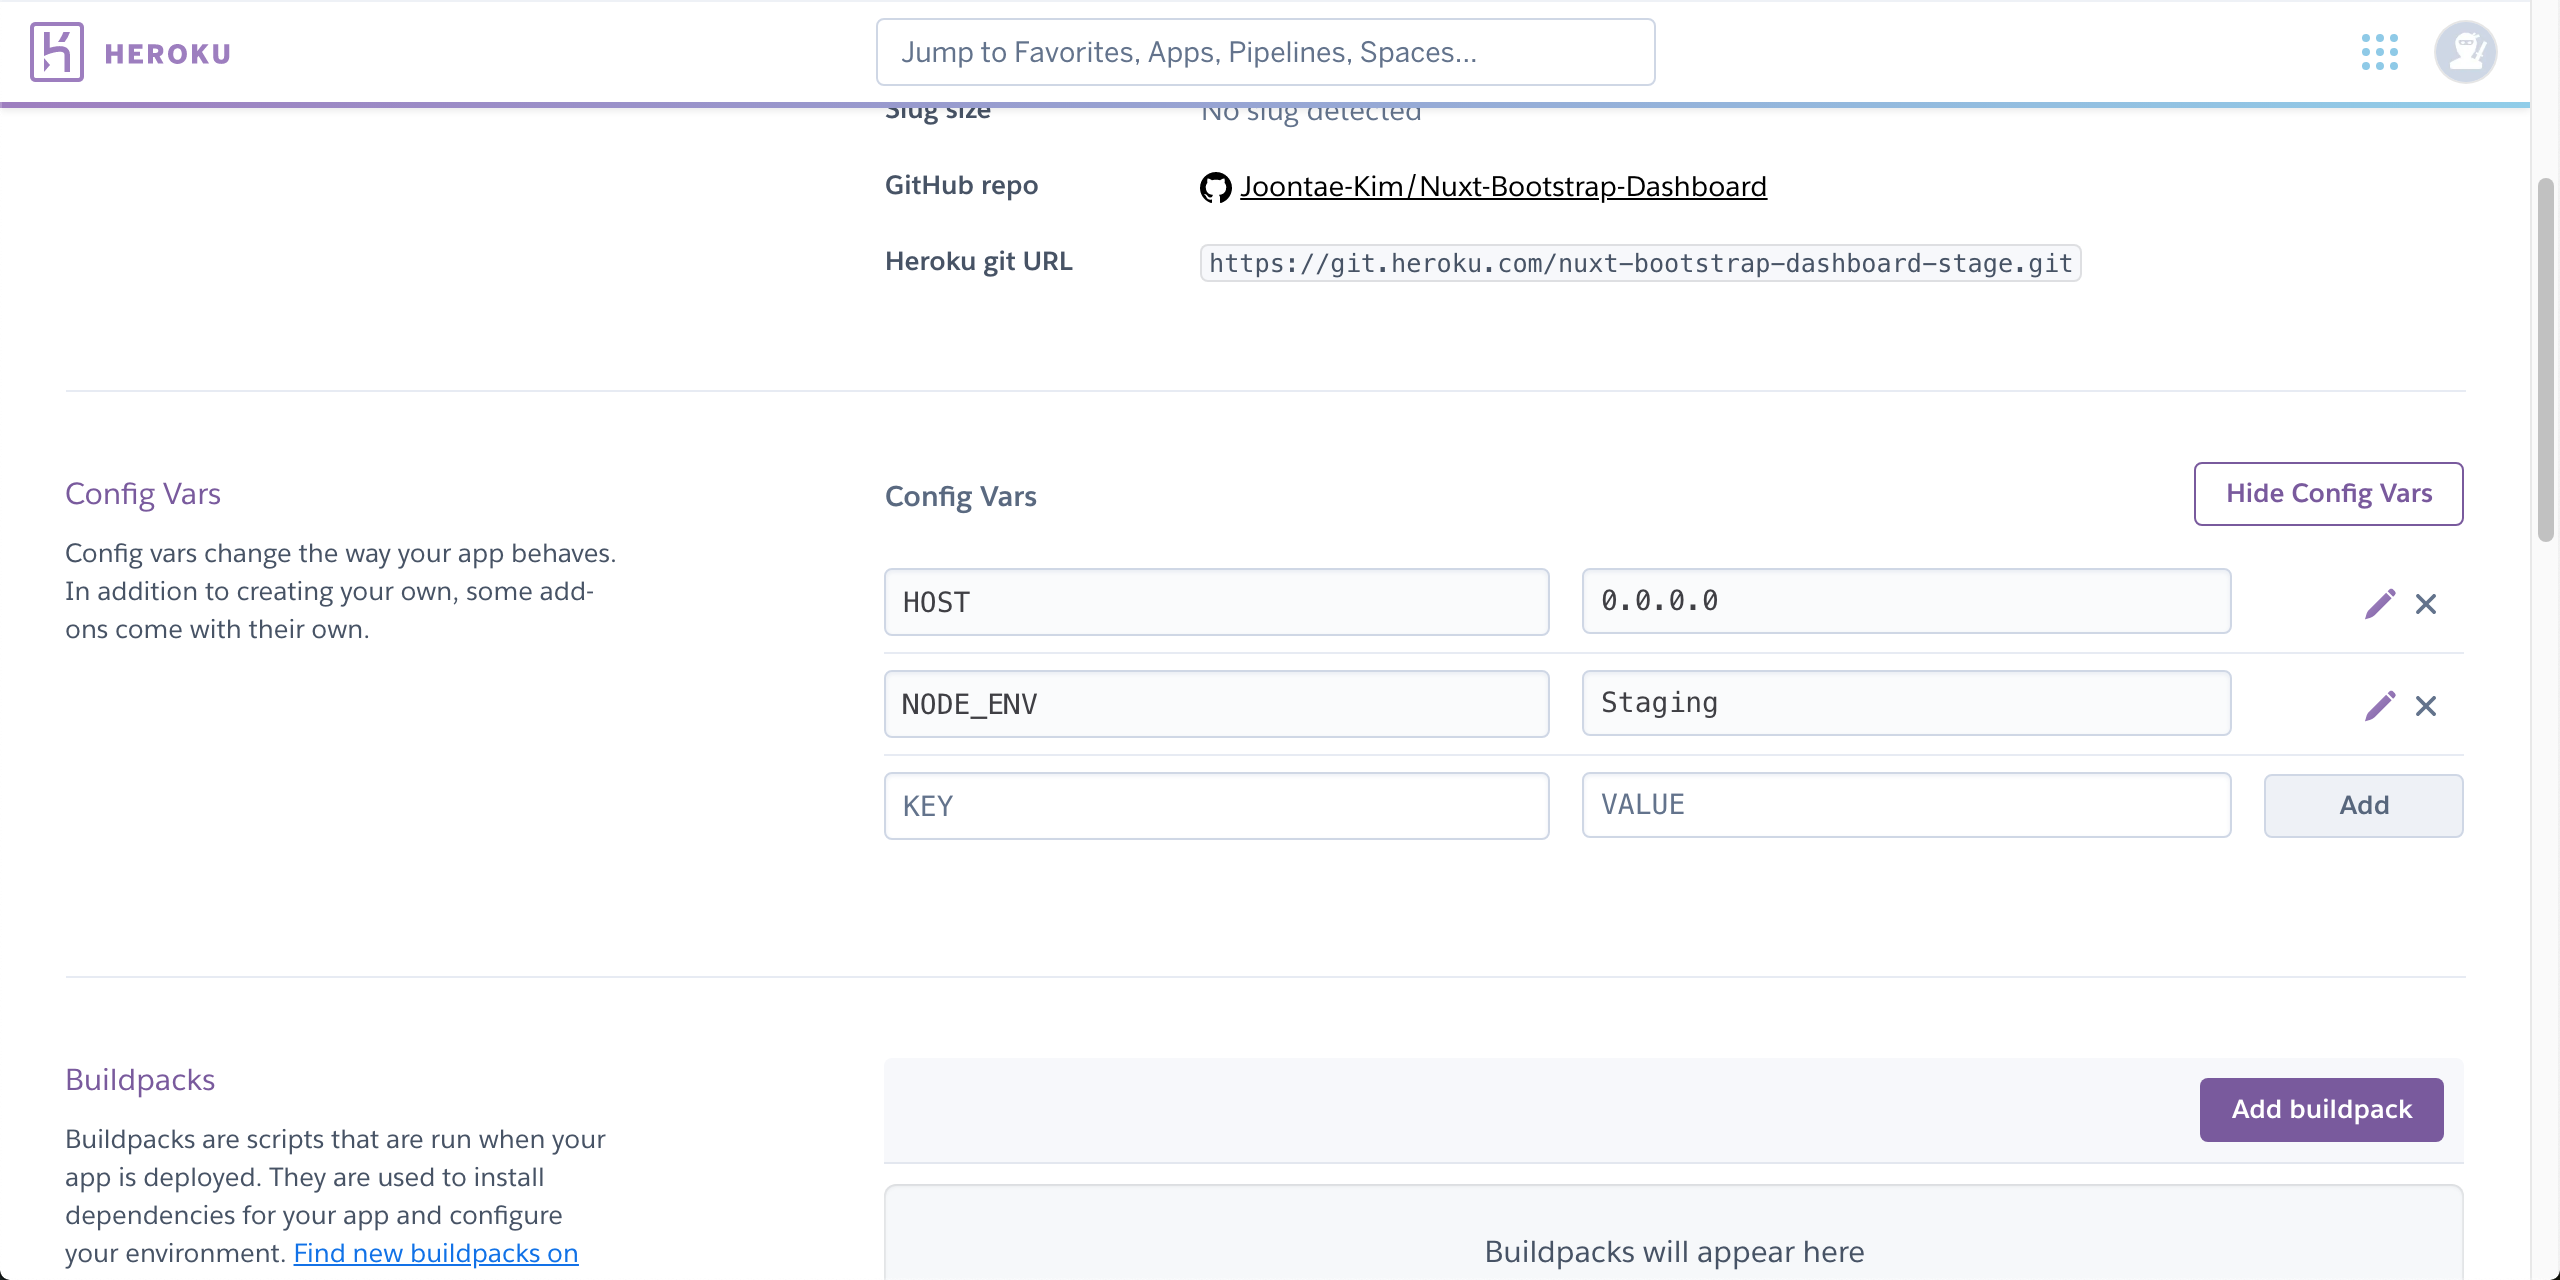 HEROKU
Jump to Favorites, Apps, Pipelines, Spaces...
Slug size
No slug detected
GitHub repo
Joontae-Kim/Nuxt-Bootstrap-Dashboard
Heroku git URL
https://git.heroku.com/nuxt-bootstrap-dashboard-stage.git
Config Vars
Config vars change the way your app behaves.
In addition to creating your own, some add-
ons come with their own.
Config Vars
Hide Config Vars
HOST
0.0.0.0
NODE_ENV
Staging
KEY
VALUE
Add
Buildpacks
Buildpacks are scripts that are run when your
app is deployed. They are used to install
dependencies for your app and configure
your environment. Find new buildpacks on
Add buildpack
Buildpacks will appear here